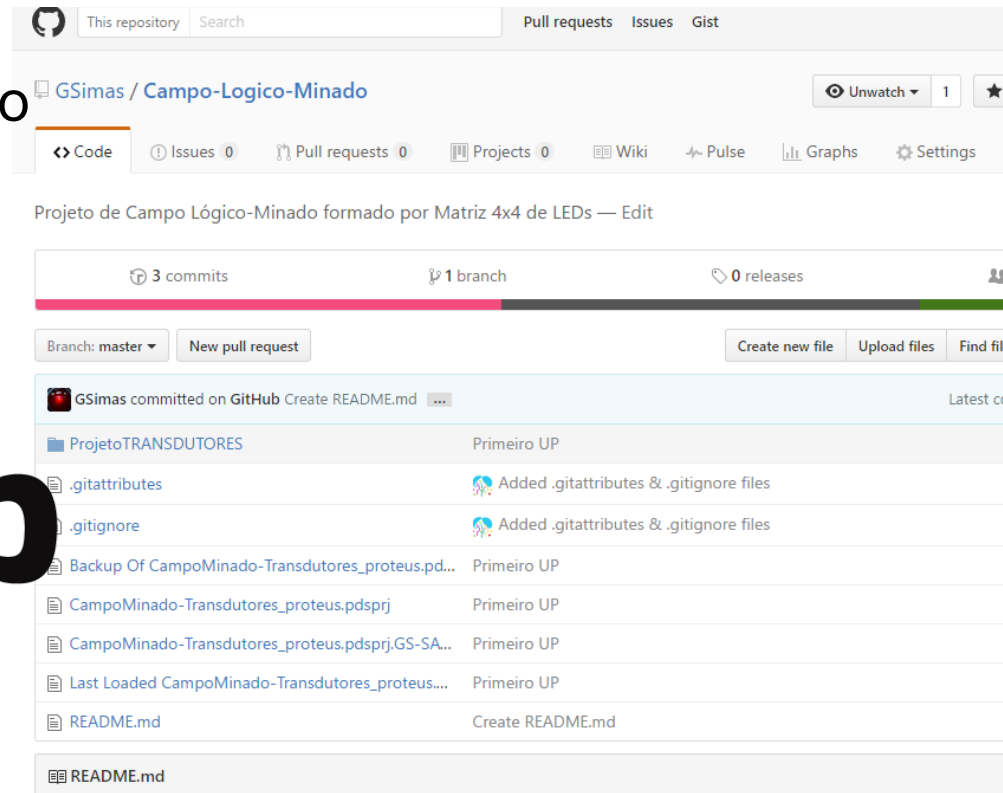 This repository Search Pull requests Issues Gist
o
GSimas / Campo-Logico-Minado Unwatch 1
Code Issues 0 Pull requests 0 Projects 0 Wiki Pulse Graphs Settings
Projeto de Campo Lógico-Minado formado por Matriz 4x4 de LEDs — Edit
3 commits 1 branch 0 releases
Branch: master New pull request Create new file Upload files Find fil
GSimas committed on GitHub Create README.md ... Latest c
ProjetoTRANSDUTORES Primeiro UP
.gitattributes Added .gitattributes & .gitignore files
o
.gitignore Added .gitattributes & .gitignore files
Backup Of CampoMinado-Transdutores_proteus.pd... Primeiro UP
CampoMinado-Transdutores_proteus.pdsprj Primeiro UP
CampoMinado-Transdutores_proteus.pdsprj.GS-SA... Primeiro UP
Last Loaded CampoMinado-Transdutores_proteus.... Primeiro UP
README.md Create README.md
README.md